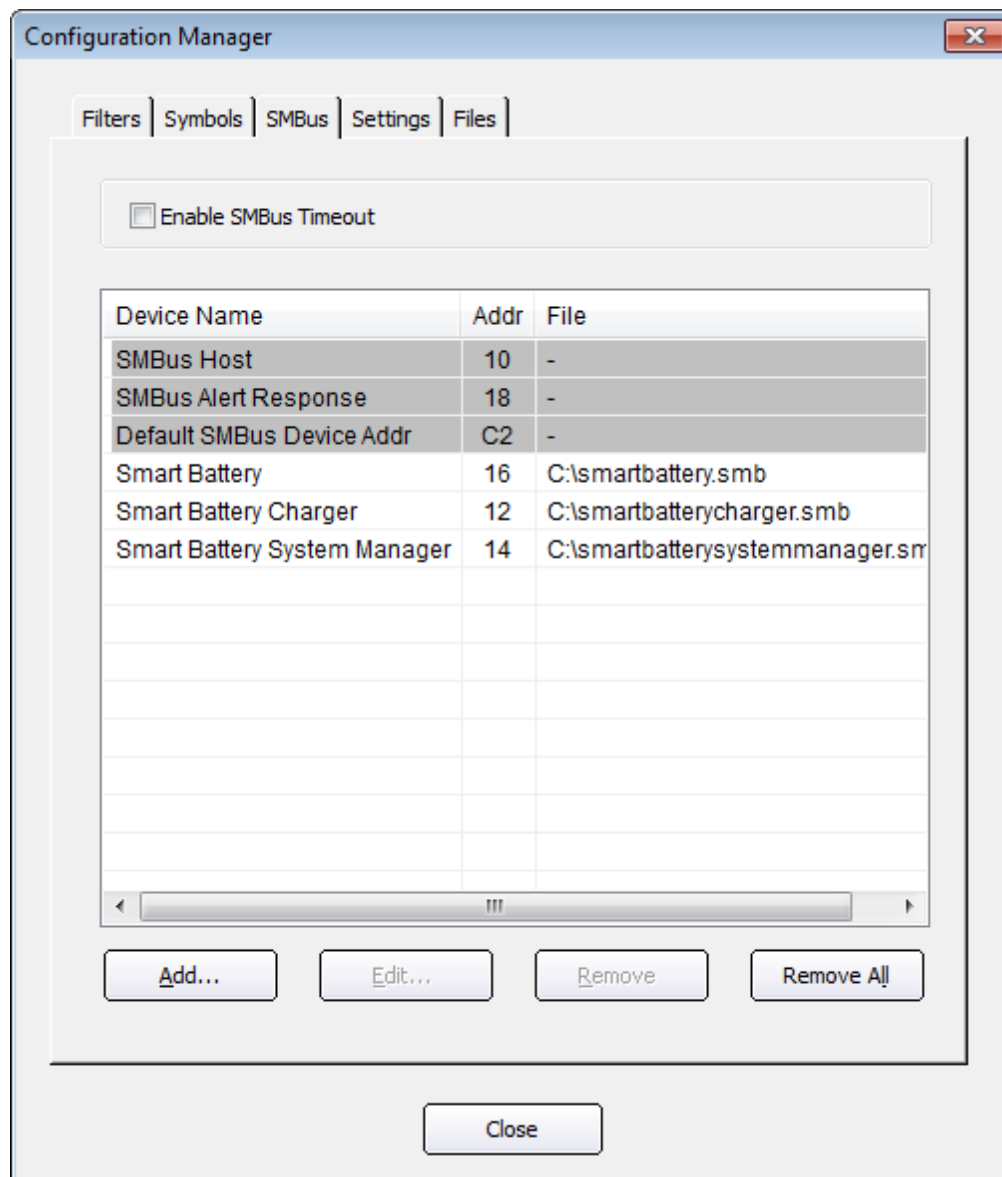 Configuration Manager
Filters Symbols SMBus Settings Files
Enable SMBus Timeout
Device Name Addr File
SMBus Host 10 -
SMBus Alert Response 18 -
Default SMBus Device Addr C2 -
Smart Battery 16 C:\smartbattery.smb
Smart Battery Charger 12 C:\smartbatterycharger.smb
Smart Battery System Manager 14 C:\smartbatterysystemmanager.sm
Add... Edit... Remove Remove All
Close